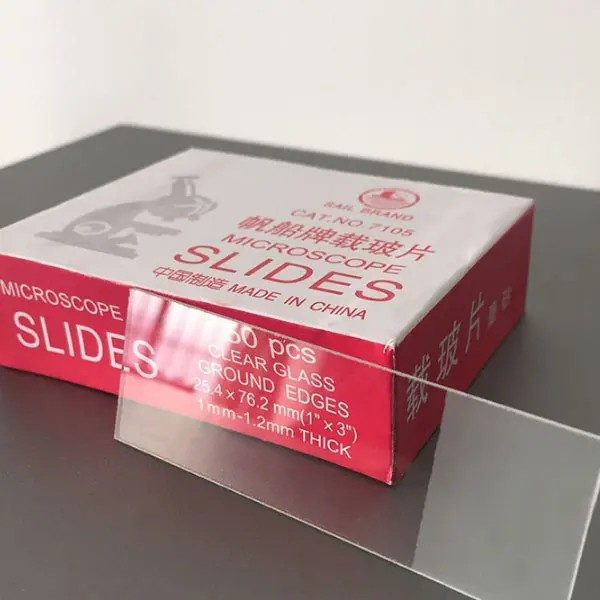 SAIL BRAND
CAT.NO 7105
帆船牌载玻片
MICROSCOPE
SLIDES
中国制造 MADE IN CHINA
MICROSCOPE
SLIDES
50 pcs
CLEAR GLASS
GROUND EDGES
25.4 x 76.2 mm(1" x 3")
1mm-1.2mm THICK
载玻片